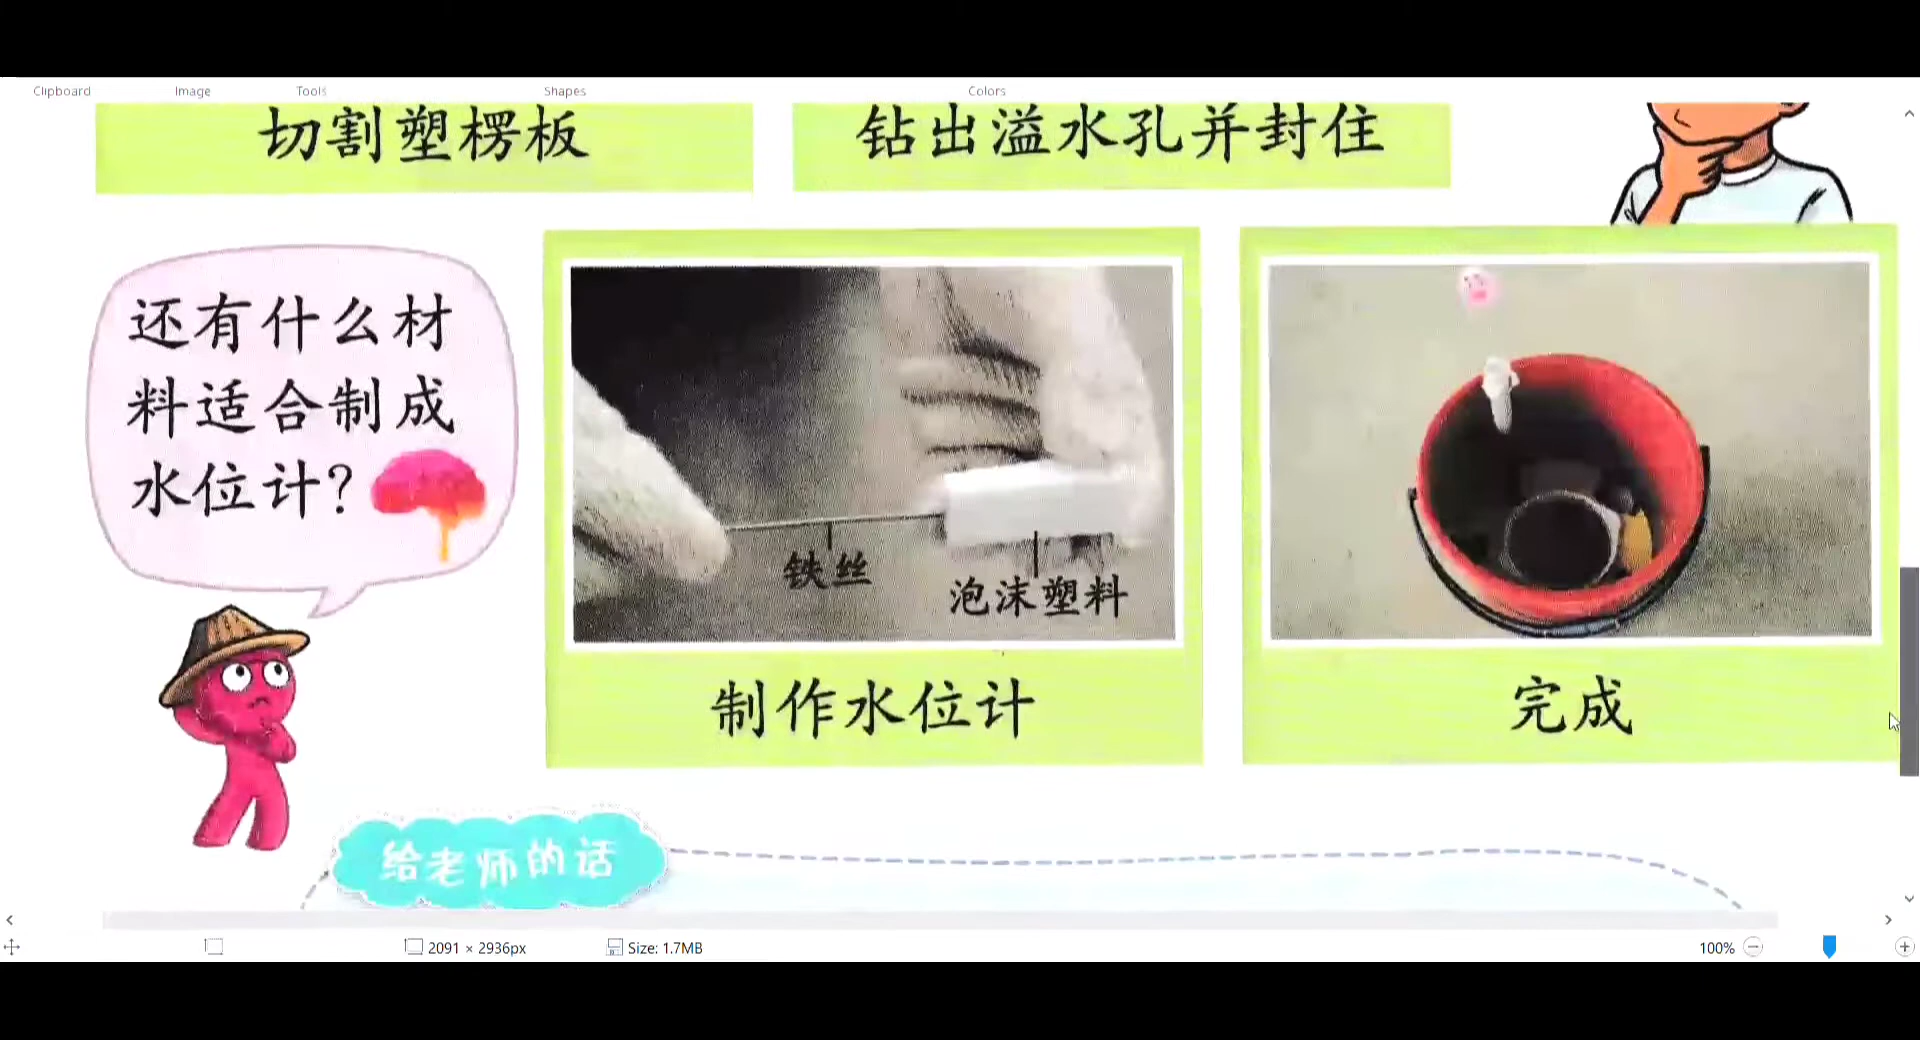 Clipboard
Image
Tools
Shapes
Colors
切割塑楞板
钻出溢水孔并封住
还有什么材
料适合制成
水位计?
铁丝
泡沫塑料
制作水位计
完成
给老师的话
2091 × 2936px
Size: 1.7MB
100%